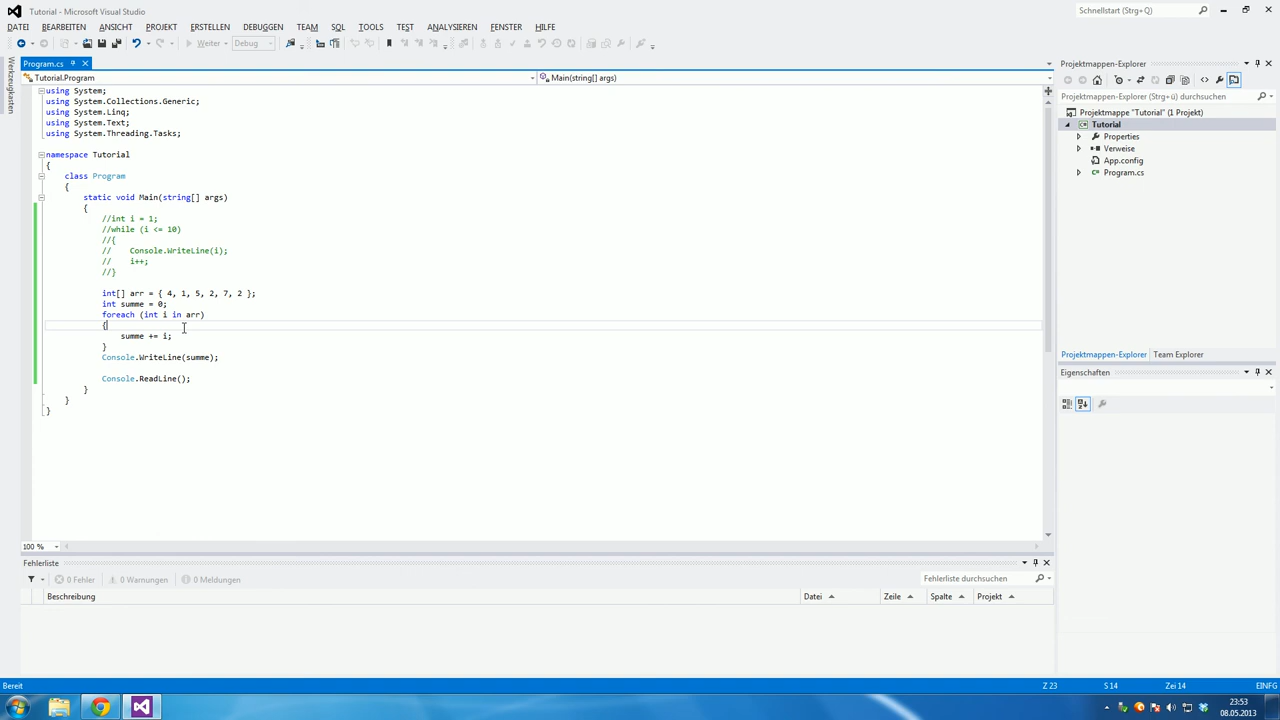 Tutorial - Microsoft Visual Studio
Schnellstart (Strg+Q)
DATEI BEARBEITEN ANSICHT PROJEKT ERSTELLEN DEBUGGEN TEAM SQL TOOLS TEST ANALYSIEREN FENSTER HILFE
Weiter Debug
Werkzeugkasten
Program.cs
Tutorial.Program
Main(string[] args)
using System;
using System.Collections.Generic;
using System.Linq;
using System.Text;
using System.Threading.Tasks;
namespace Tutorial
{
class Program
{
static void Main(string[] args)
{
//int i = 1;
//while (i <= 10)
//{
//    Console.WriteLine(i);
//    i++;
//}
int[] arr = { 4, 1, 5, 2, 7, 2 };
int summe = 0;
foreach (int i in arr)
{
summe += i;
}
Console.WriteLine(summe);
Console.ReadLine();
}
}
}
100 %
Projektmappen-Explorer
Projektmappen-Explorer (Strg+ü) durchsuchen
Projektmappe "Tutorial" (1 Projekt)
Tutorial
Properties
Verweise
App.config
Program.cs
Projektmappen-Explorer Team Explorer
Eigenschaften
Fehlerliste
0 Fehler 0 Warnungen 0 Meldungen
Fehlerliste durchsuchen
Beschreibung Datei Zeile Spalte Projekt
Bereit Z 23 S 14 Zei 14 EINFG
23:53
08.05.2013